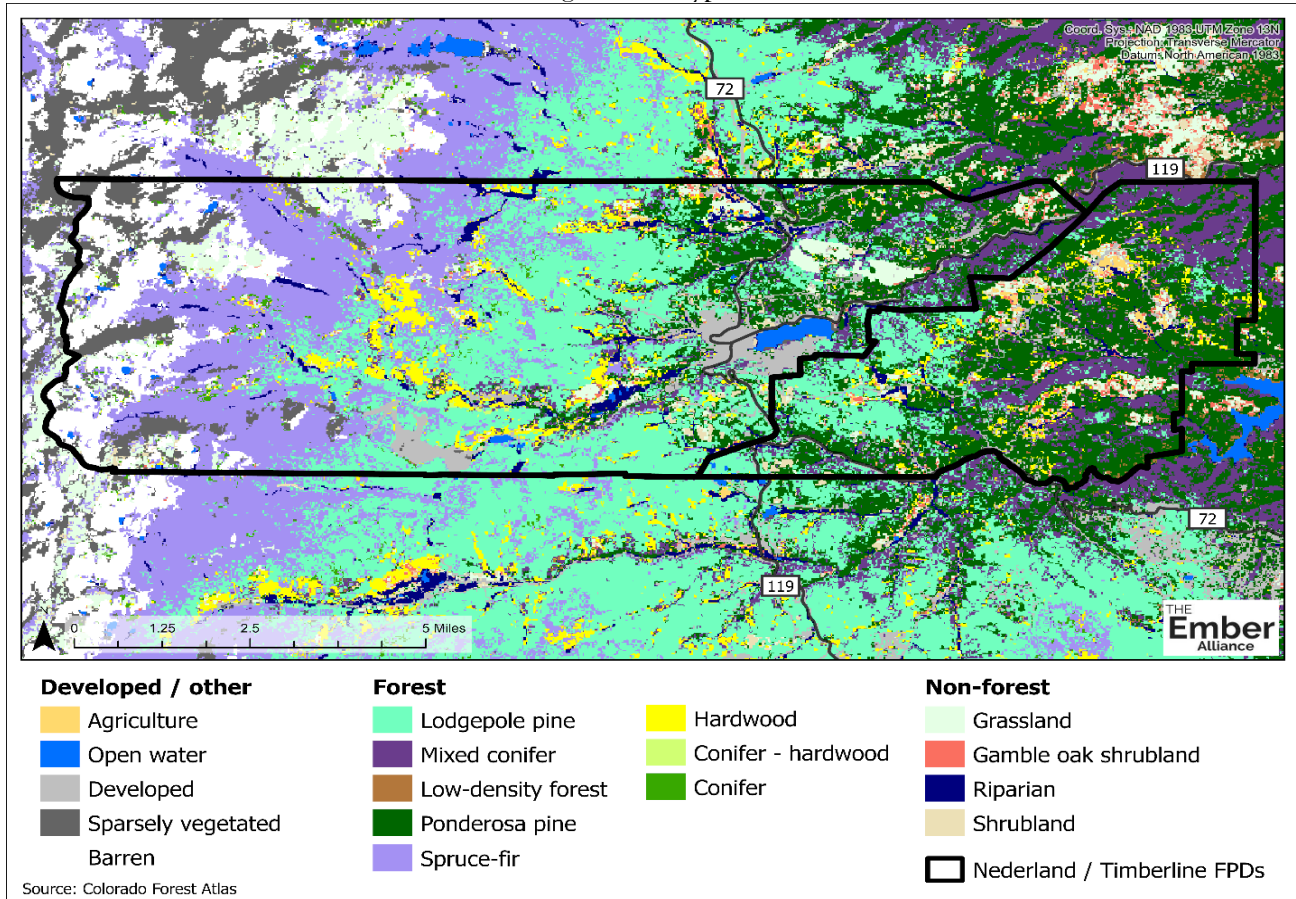 Coord. Sys.: NAD 1983 UTM Zone 13N
Projection: Transverse Mercator
Datum: North American 1983
72
119
72
119
N
0 1.25 2.5 5 Miles
THE
Ember
Alliance
Developed / other
Agriculture
Open water
Developed
Sparsely vegetated
Barren
Forest
Lodgepole pine
Mixed conifer
Low-density forest
Ponderosa pine
Spruce-fir
Hardwood
Conifer - hardwood
Conifer
Non-forest
Grassland
Gamble oak shrubland
Riparian
Shrubland
Nederland / Timberline FPDs
Source: Colorado Forest Atlas